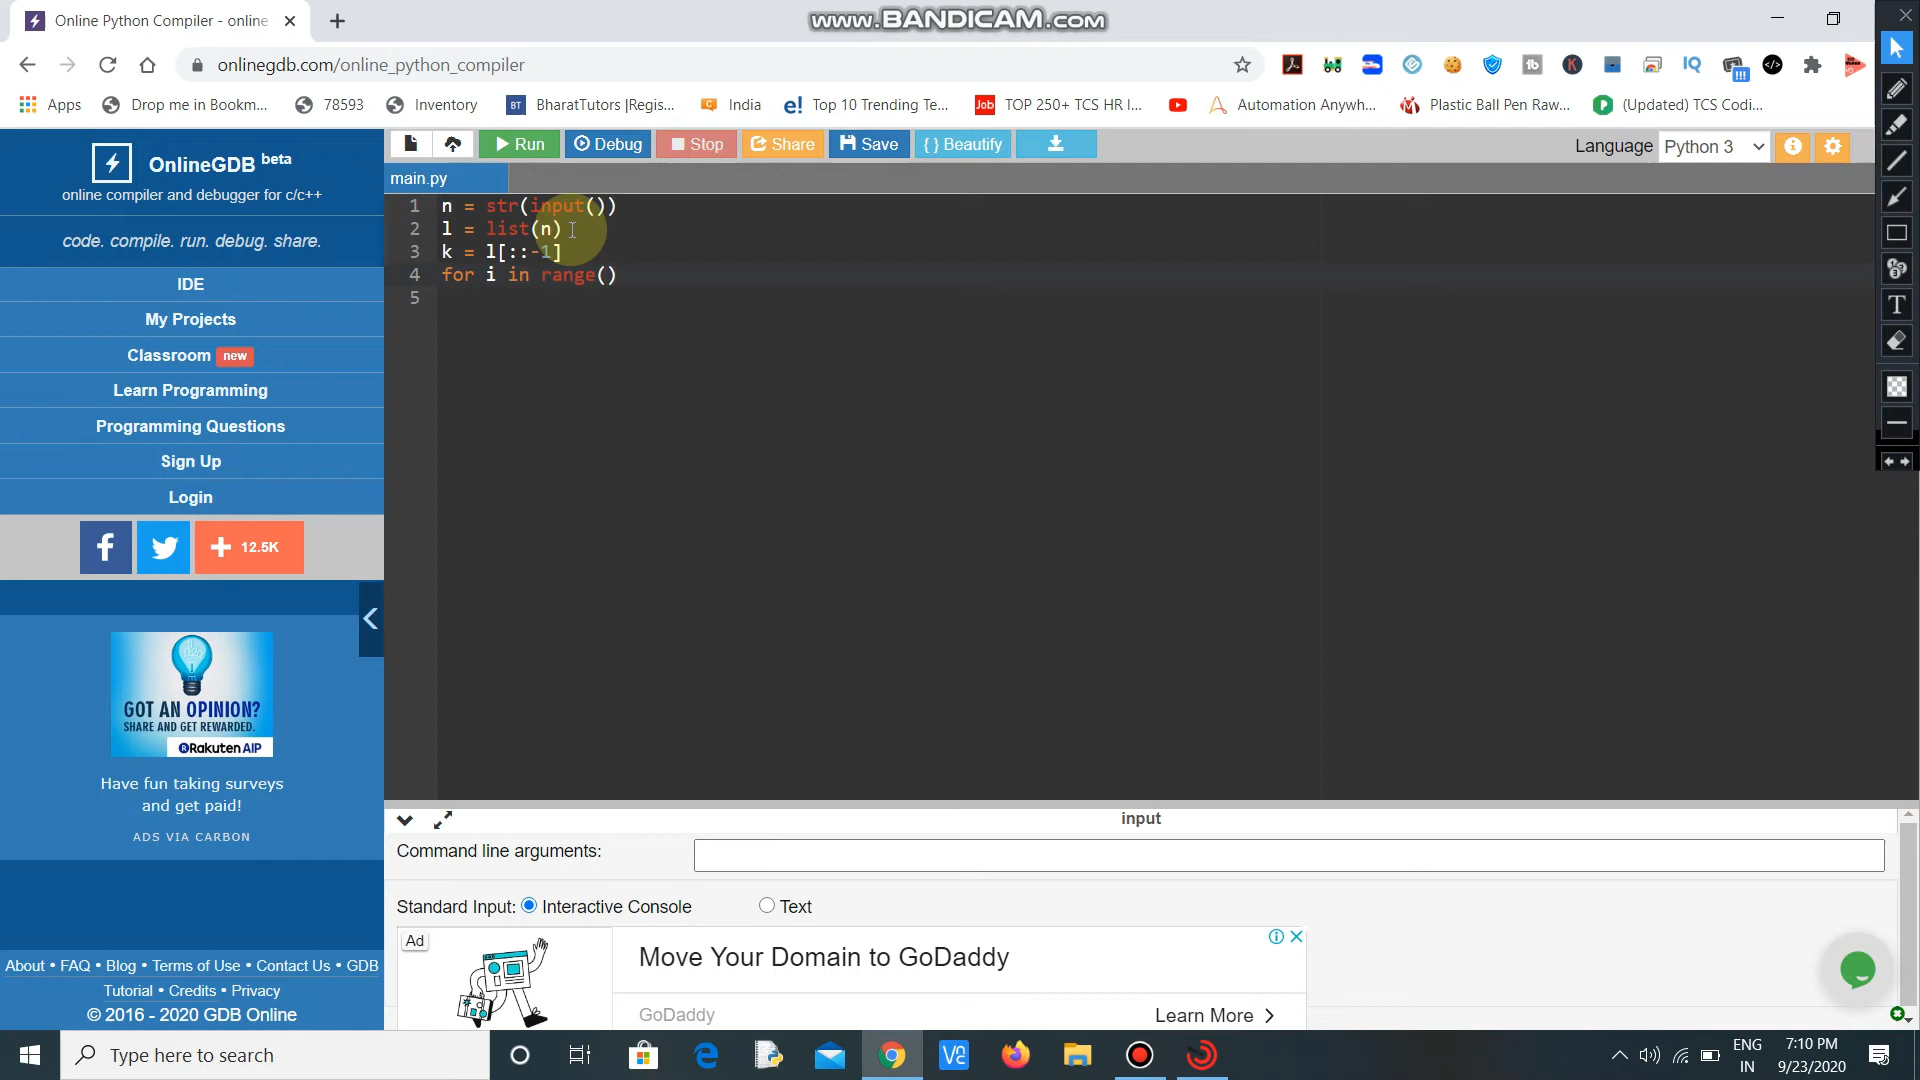 Online Python Compiler - online
www.BANDICAM.com
onlinegdb.com/online_python_compiler
Apps
Drop me in Bookm...
78593
Inventory
BharatTutors |Regis...
India
Top 10 Trending Te...
TOP 250+ TCS HR I...
Automation Anywh...
Plastic Ball Pen Raw...
(Updated) TCS Codi...
OnlineGDB beta
online compiler and debugger for c/c++
code. compile. run. debug. share.
IDE
My Projects
Classroom new
Learn Programming
Programming Questions
Sign Up
Login
12.5K
GOT AN OPINION?
SHARE AND GET REWARDED.
Rakuten AIP
Have fun taking surveys
and get paid!
ADS VIA CARBON
About • FAQ • Blog • Terms of Use • Contact Us • GDB
Tutorial • Credits • Privacy
© 2016 - 2020 GDB Online
Run
Debug
Stop
Share
Save
{ } Beautify
Language Python 3
main.py
1 n = str(input())
2 l = list(n)
3 k = l[::-1]
4 for i in range()
5
input
Command line arguments:
Standard Input: Interactive Console Text
Ad
Move Your Domain to GoDaddy
GoDaddy
Learn More
Type here to search
ENG
IN
7:10 PM
9/23/2020